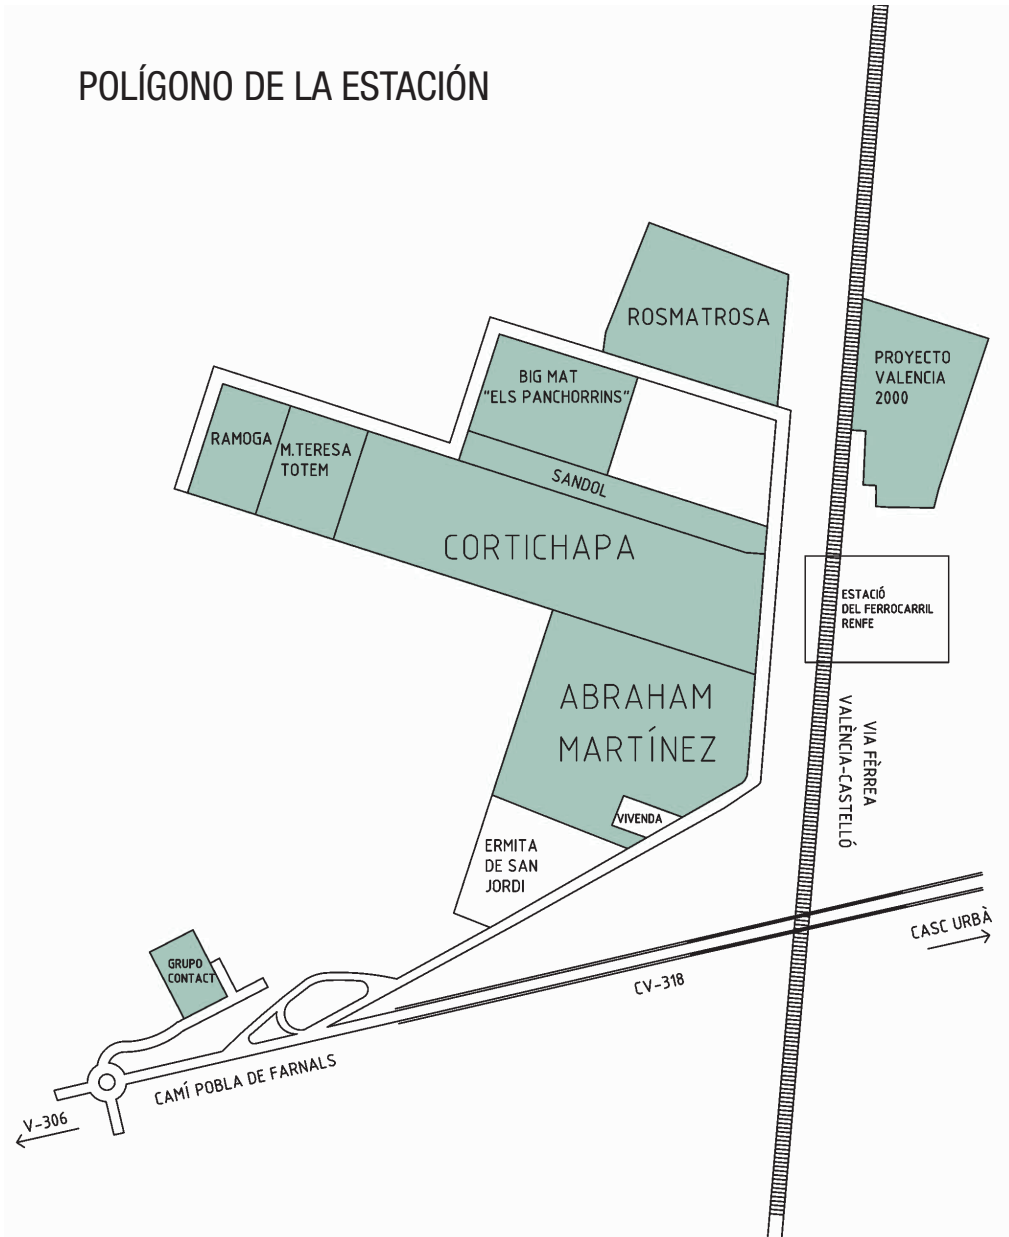 POLÍGONO DE LA ESTACIÓN
ROSMATROSA
PROYECTO
VALENCIA
2000
BIG MAT
"ELS PANCHORRINS"
RAMOGA
M.TERESA
TOTEM
SANDOL
CORTICHAPA
ESTACIÓ
DEL FERROCARRIL
RENFE
ABRAHAM
MARTÍNEZ
VIA FÈRREA
VALÈNCIA-CASTELLÓ
VIVENDA
ERMITA
DE SAN
JORDI
CASC URBÀ
GRUPO
CONTACT
CV-318
CAMÍ POBLA DE FARNALS
V-306